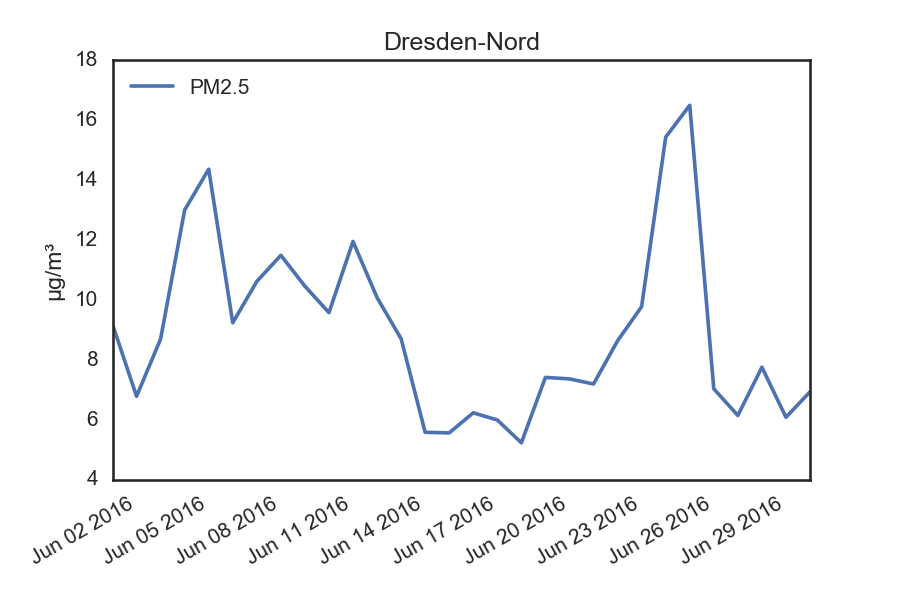 Dresden-Nord
PM2.5
µg/m³
18
16
14
12
10
8
6
4
Jun 02 2016
Jun 05 2016
Jun 08 2016
Jun 11 2016
Jun 14 2016
Jun 17 2016
Jun 20 2016
Jun 23 2016
Jun 26 2016
Jun 29 2016